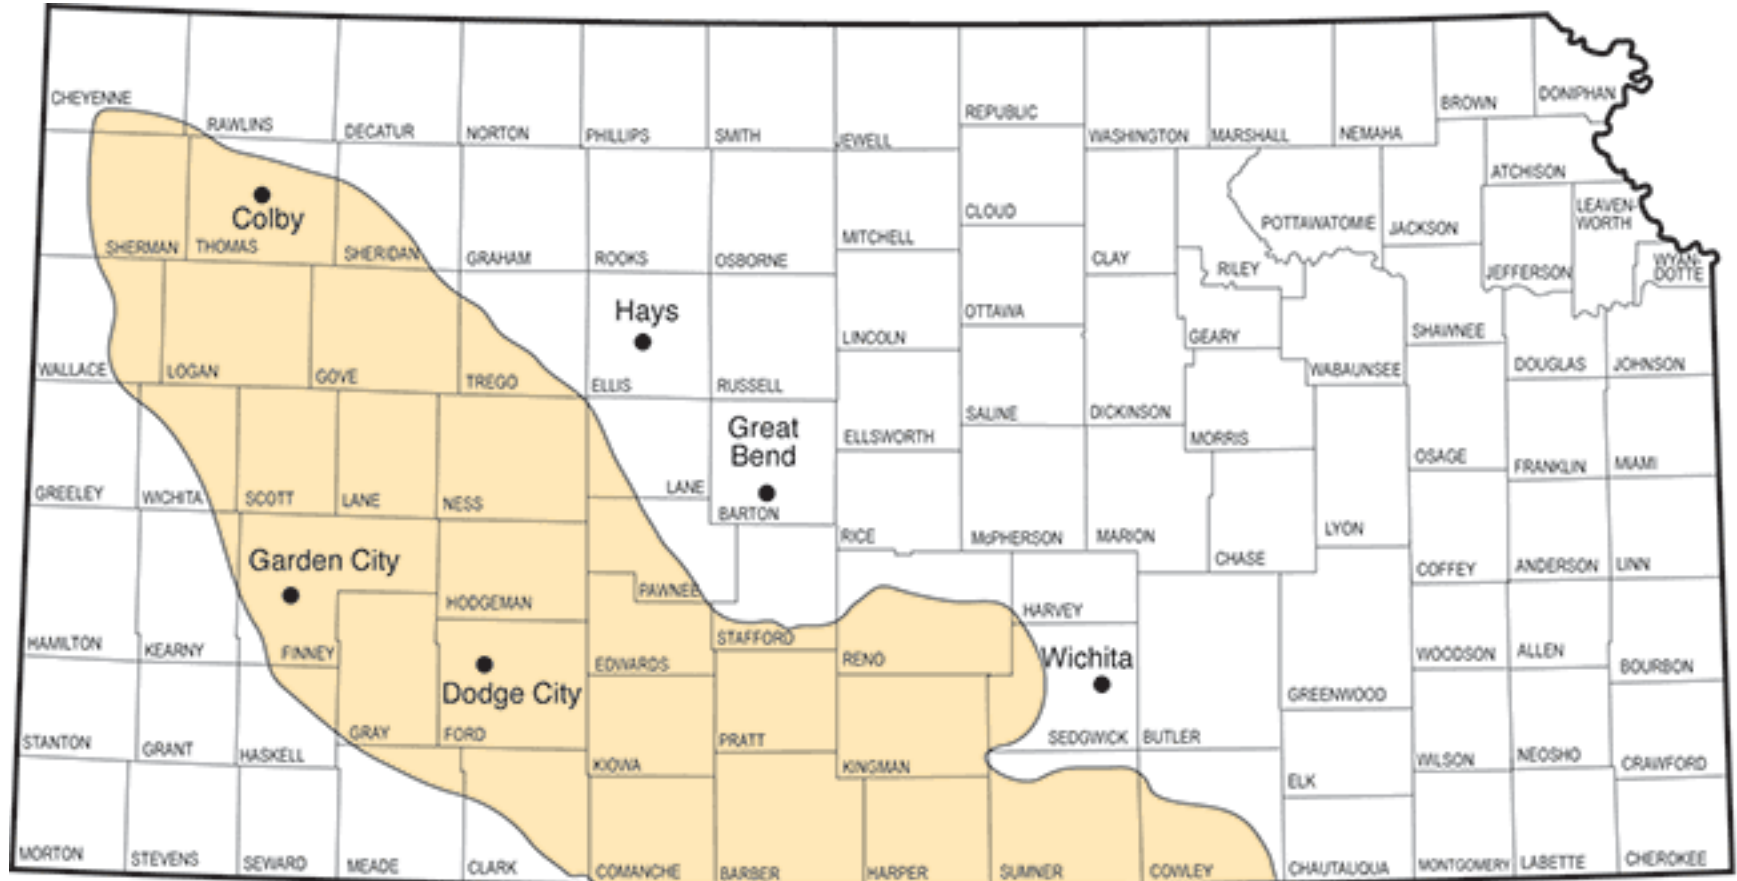 CHEYENNE
RAWLINS
DECATUR
NORTON
PHILLIPS
SMITH
JEWELL
REPUBLIC
WASHINGTON
MARSHALL
NEMAHA
BROWN
DONIPHAN
ATCHISON
Colby
SHERMAN
THOMAS
SHERIDAN
GRAHAM
ROOKS
OSBORNE
MITCHELL
CLOUD
CLAY
RILEY
POTTAWATOMIE
JACKSON
JEFFERSON
LEAVEN-
WORTH
WYAN-
DOTTE
Hays
WALLACE
LOGAN
GOVE
TREGO
ELLIS
RUSSELL
LINCOLN
OTTAWA
GEARY
WABAUNSEE
SHAWNEE
DOUGLAS
JOHNSON
Great
Bend
GREELEY
WICHITA
SCOTT
LANE
NESS
LANE
BARTON
ELLSWORTH
SALINE
DICKINSON
MORRIS
OSAGE
FRANKLIN
MIAMI
RICE
McPHERSON
MARION
CHASE
LYON
COFFEY
ANDERSON
LINN
Garden City
HAMILTON
KEARNY
FINNEY
HODGEMAN
PAWNEE
STAFFORD
EDWARDS
RENO
HARVEY
Wichita
Dodge City
WOODSON
ALLEN
BOURBON
GREENWOOD
STANTON
GRANT
HASKELL
GRAY
FORD
KIOWA
PRATT
KINGMAN
SEDGWICK
BUTLER
ELK
WILSON
NEOSHO
CRAWFORD
MORTON
STEVENS
SEWARD
MEADE
CLARK
COMANCHE
BARBER
HARPER
SUMNER
COWLEY
CHAUTAUQUA
MONTGOMERY
LABETTE
CHEROKEE